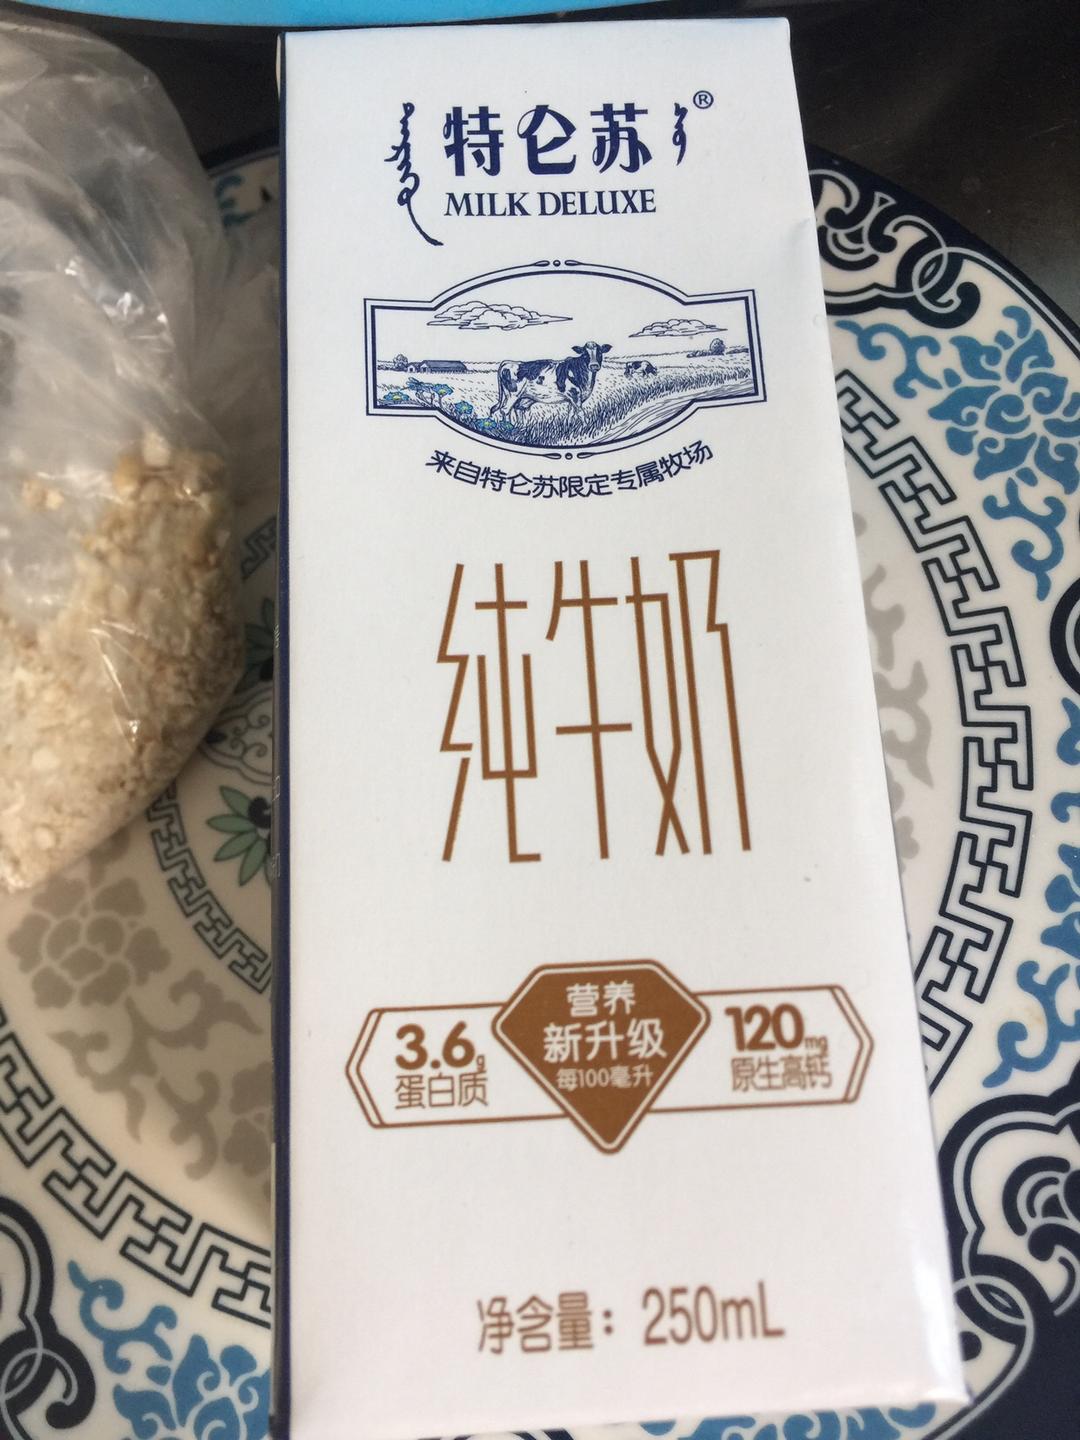 特仑苏®
MILK DELUXE
来自特仑苏限定专属牧场
纯牛奶
3.6g
蛋白质
营养
新升级
每100毫升
120mg
原生高钙
净含量：250mL